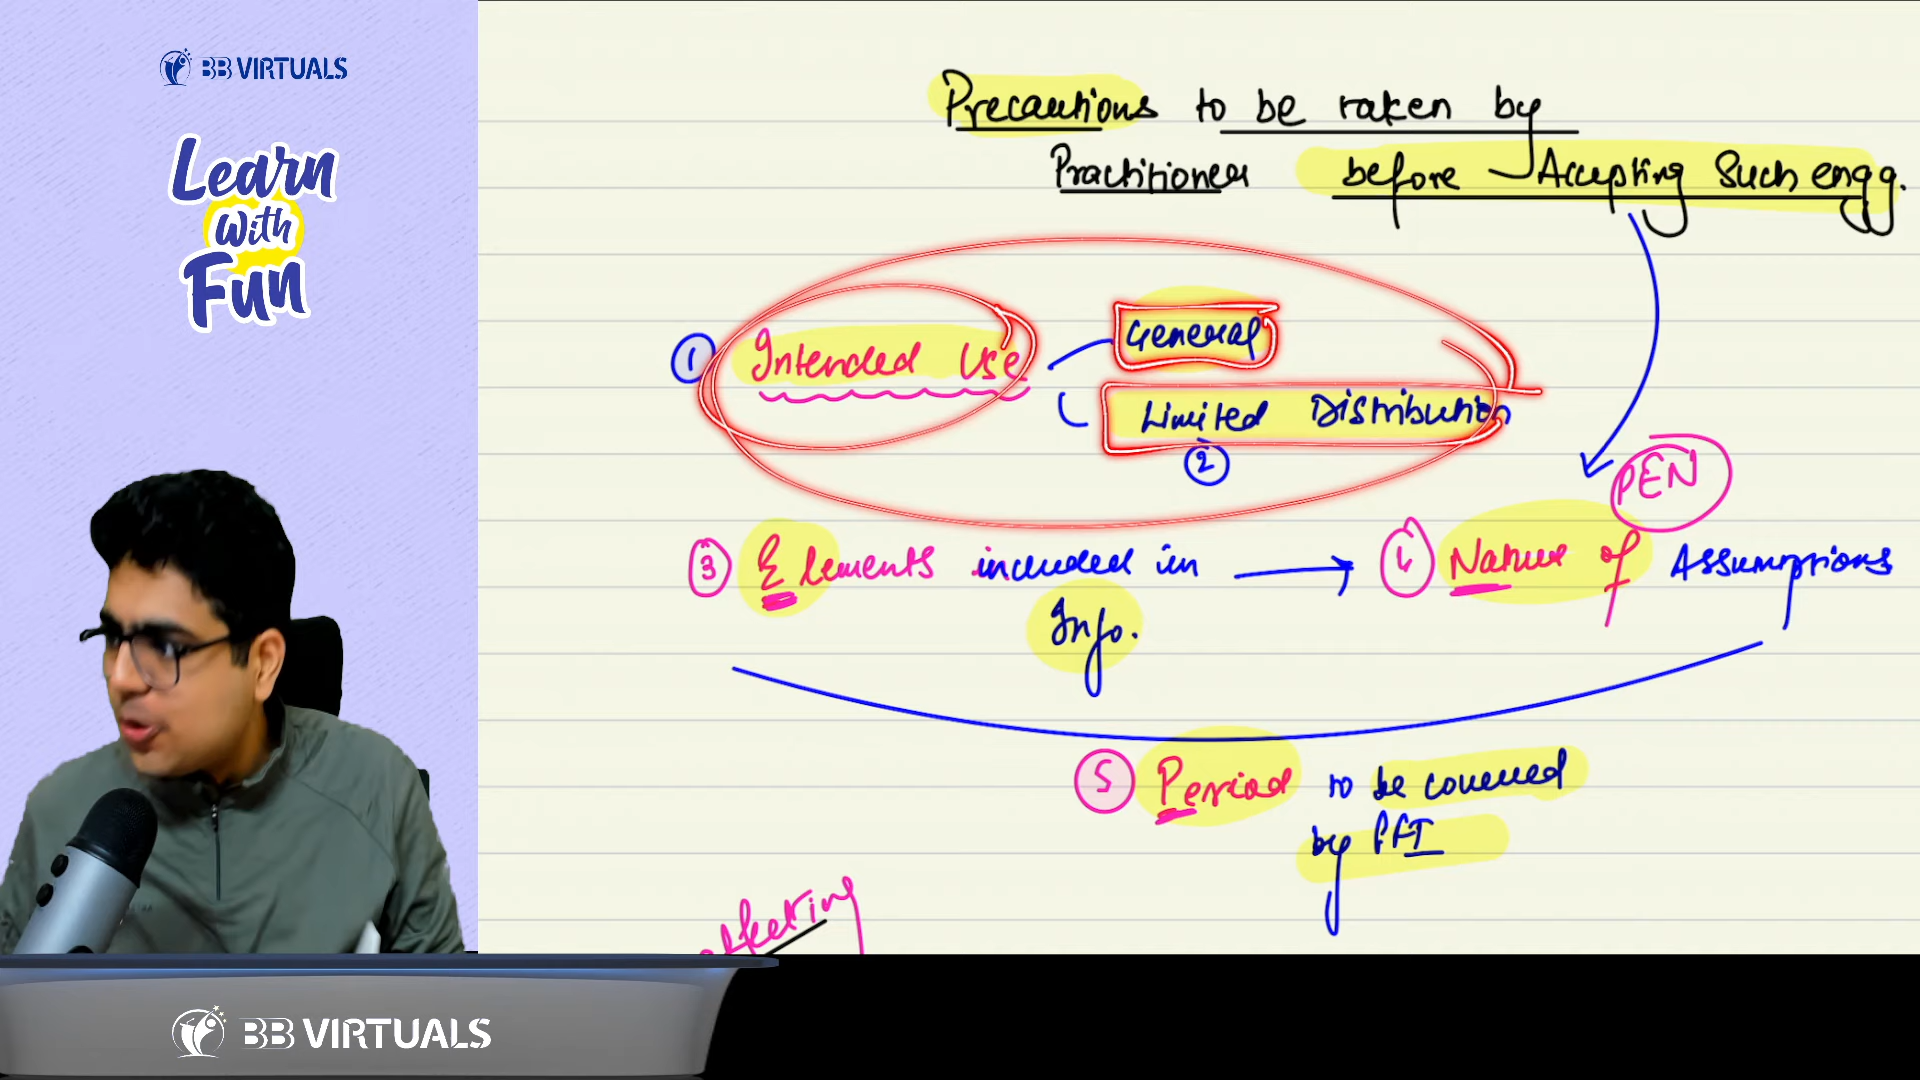 BB VIRTUALS
Learn
With
Fun
Precautions to be taken by
Practitioner before Accepting Such engg.
① Intended Use
General
Limited Distribution
②
PEN
③ Elements included in → ④ Nature of Assumptions
Info.
⑤ Period to be covered
by PFI
affecting
BB VIRTUALS